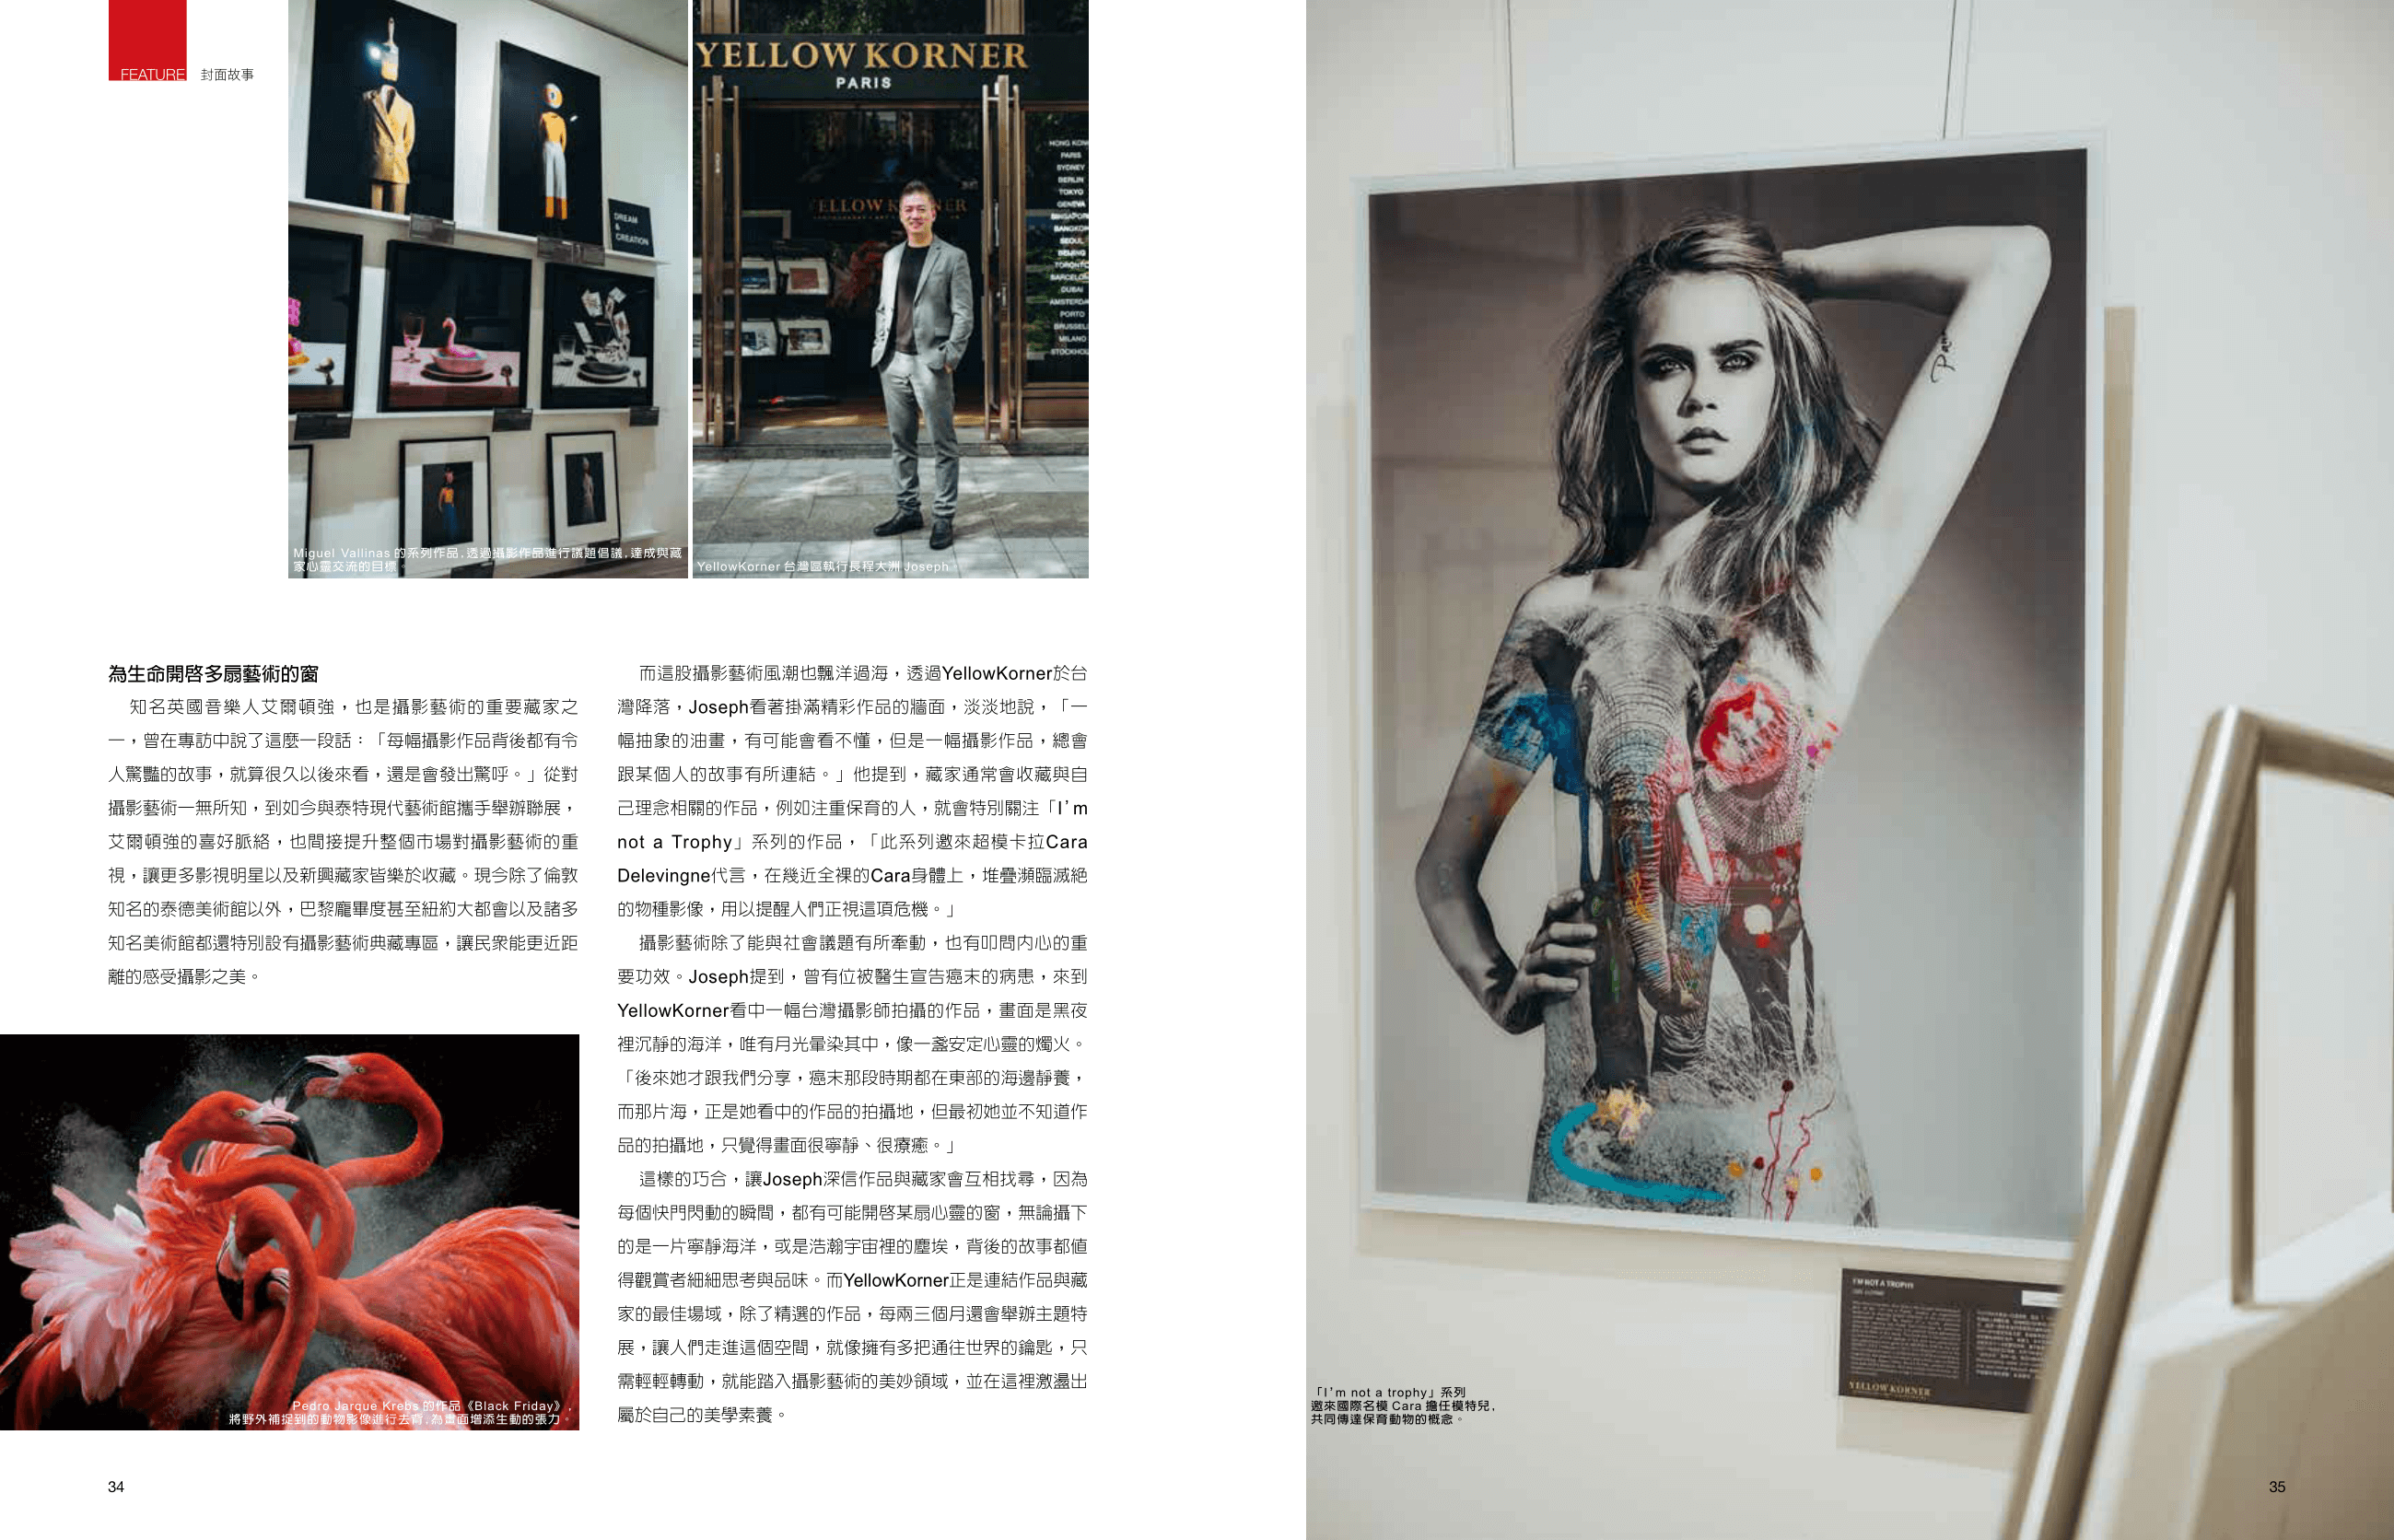 FEATURE 封面故事
DREAM
&
CREATION
Miguel Vallinas 的系列作品，透過攝影作品進行議題倡議，達成與藏
家心靈交流的目標。
YELLOW KORNER
PARIS
HONG KON
PARIS
SYDNEY
BERLIN
TOKYO
GENEVA
SINGAPOR
BANGKOK
SEOUL
BEIJING
TORONTO
BARCELO
DUBAI
AMSTERDA
PORTO
BRUSSEL
MILANO
STOCKHOL
ELLOW KORNER
YellowKorner 台灣區執行長程大洲 Joseph。
為生命開啓多扇藝術的窗
知名英國音樂人艾爾頓強，也是攝影藝術的重要藏家之
一，曾在專訪中說了這麼一段話：「每幅攝影作品背後都有令
人驚豔的故事，就算很久以後來看，還是會發出驚呼。」從對
攝影藝術一無所知，到如今與泰特現代藝術館攜手舉辦聯展，
艾爾頓強的喜好脈絡，也間接提升整個市場對攝影藝術的重
視，讓更多影視明星以及新興藏家皆樂於收藏。現今除了倫敦
知名的泰德美術館以外，巴黎龐畢度甚至紐約大都會以及諸多
知名美術館都還特別設有攝影藝術典藏專區，讓民眾能更近距
離的感受攝影之美。
Pedro Jarque Krebs 的作品《Black Friday》，
將野外補捉到的動物影像進行去背，為畫面增添生動的張力。
而這股攝影藝術風潮也飄洋過海，透過YellowKorner於台
灣降落，Joseph看著掛滿精彩作品的牆面，淡淡地說，「一
幅抽象的油畫，有可能會看不懂，但是一幅攝影作品，總會
跟某個人的故事有所連結。」他提到，藏家通常會收藏與自
己理念相關的作品，例如注重保育的人，就會特別關注「I’m
not a Trophy」系列的作品，「此系列邀來超模卡拉Cara
Delevingne代言，在幾近全裸的Cara身體上，堆疊瀕臨滅絕
的物種影像，用以提醒人們正視這項危機。」
攝影藝術除了能與社會議題有所牽動，也有叩問內心的重
要功效。Joseph提到，曾有位被醫生宣告癌末的病患，來到
YellowKorner看中一幅台灣攝影師拍攝的作品，畫面是黑夜
裡沉靜的海洋，唯有月光暈染其中，像一盞安定心靈的燭火。
「後來她才跟我們分享，癌末那段時期都在東部的海邊靜養，
而那片海，正是她看中的作品的拍攝地，但最初她並不知道作
品的拍攝地，只覺得畫面很寧靜、很療癒。」
這樣的巧合，讓Joseph深信作品與藏家會互相找尋，因為
每個快門閃動的瞬間，都有可能開啓某扇心靈的窗，無論攝下
的是一片寧靜海洋，或是浩瀚宇宙裡的塵埃，背後的故事都值
得觀賞者細細思考與品味。而YellowKorner正是連結作品與藏
家的最佳場域，除了精選的作品，每兩三個月還會舉辦主題特
展，讓人們走進這個空間，就像擁有多把通往世界的鑰匙，只
需輕輕轉動，就能踏入攝影藝術的美妙領域，並在這裡激盪出
屬於自己的美學素養。
34
I'M NOT A TROPHY
YELLOW KORNER
「I’m not a trophy」系列
邀來國際名模 Cara 擔任模特兒，
共同傳達保育動物的概念。
35